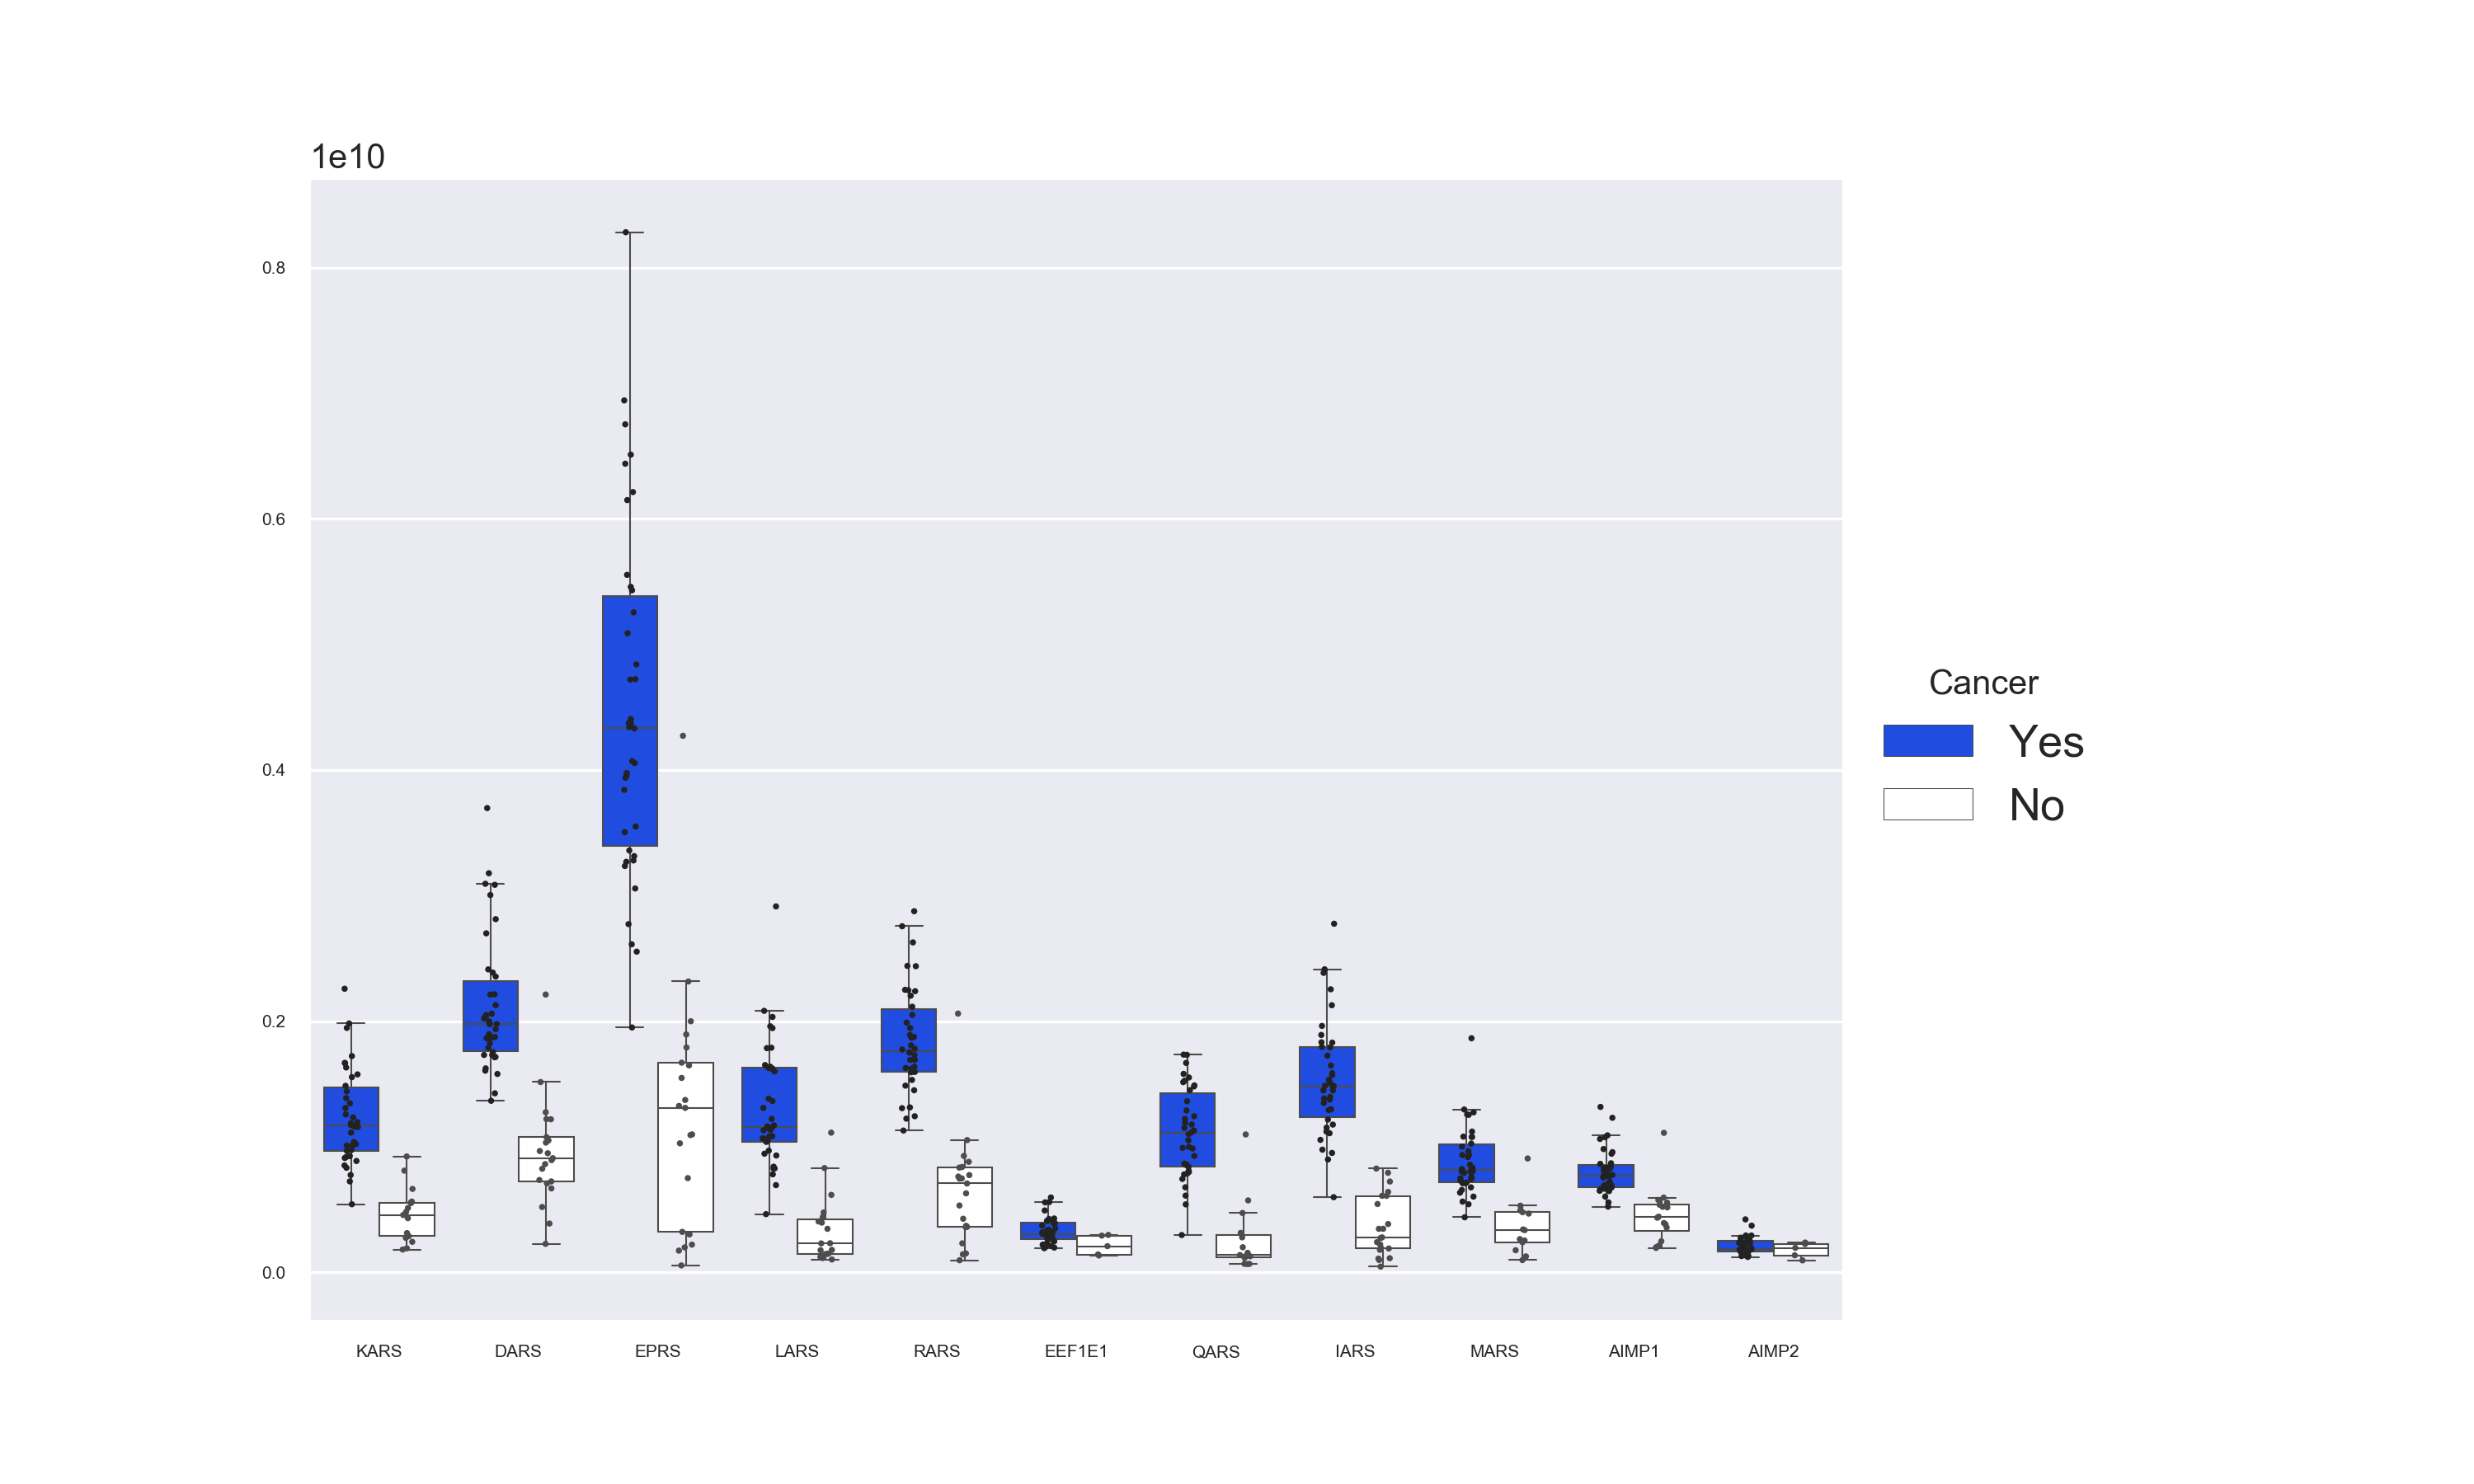 1e10
0.8
0.6
0.4
0.2
0.0
KARS DARS EPRS LARS RARS EEF1E1 QARS IARS MARS AIMP1 AIMP2
Cancer
Yes
No